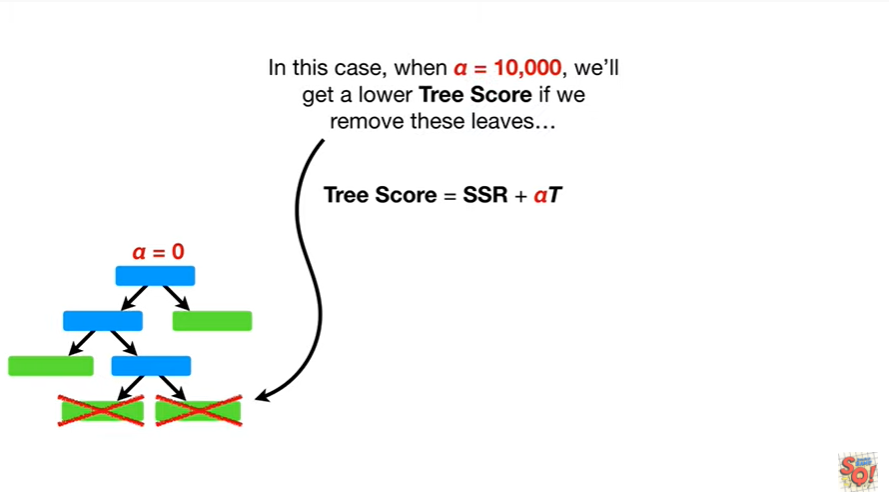 In this case, when α = 10,000, we'll
get a lower Tree Score if we
remove these leaves…
Tree Score = SSR + αT
α = 0